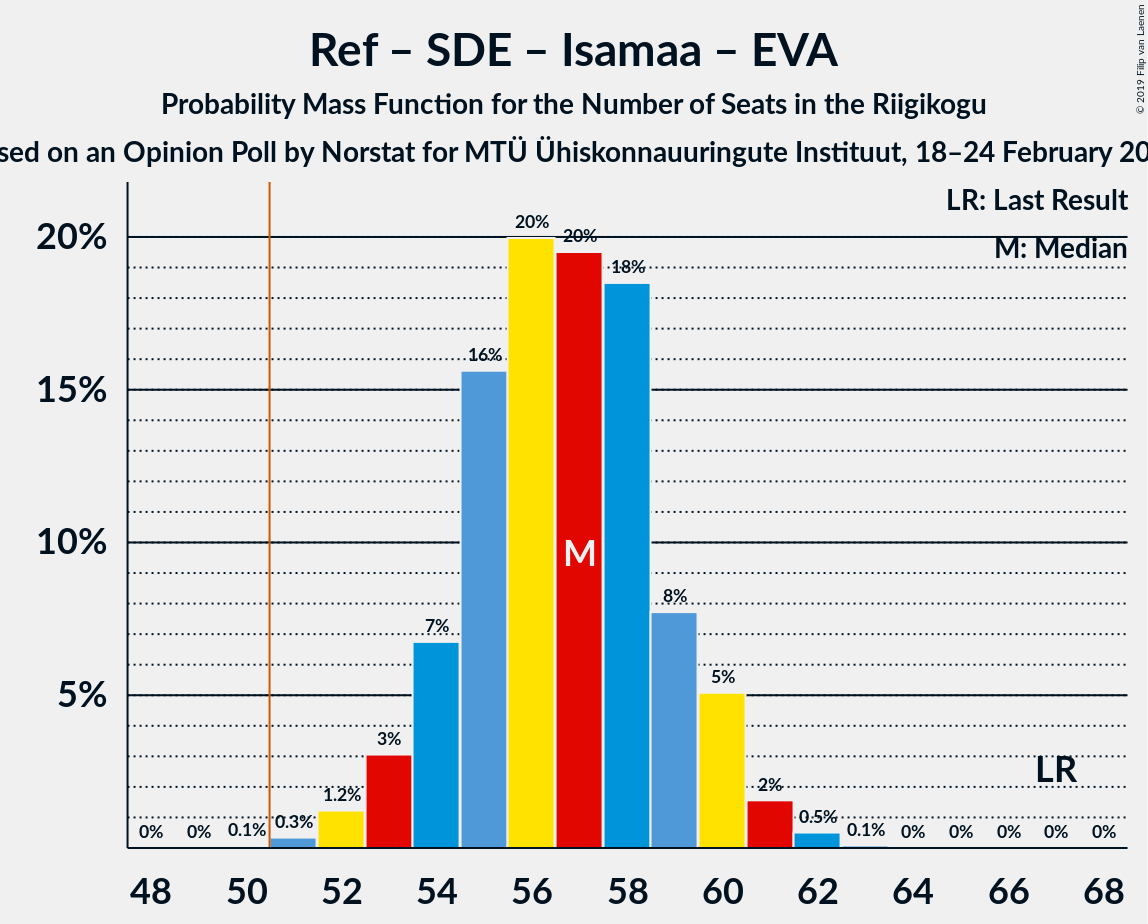 Ref – SDE – Isamaa – EVA
Probability Mass Function for the Number of Seats in the Riigikogu
sed on an Opinion Poll by Norstat for MTÜ Ühiskonnauuringute Instituut, 18–24 February 20
© 2019 Filip van Laenen
LR: Last Result
M: Median
20%
15%
10%
5%
0% 0% 0.1% 0.3% 1.2% 3% 7% 16% 20% 20% 18% 8% 5% 2% 0.5% 0.1% 0% 0% 0% 0% 0%
M
LR
48 50 52 54 56 58 60 62 64 66 68